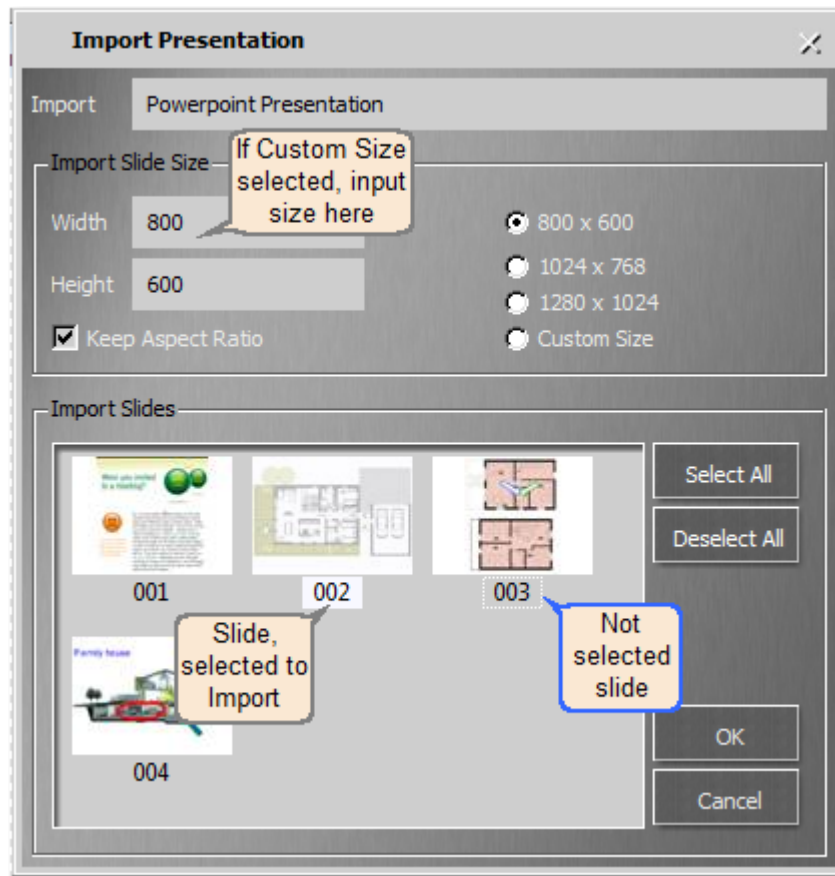 Import Presentation
Import
Powerpoint Presentation
Import Slide Size
If Custom Size
selected, input
size here
Width
800
800 x 600
Height
600
1024 x 768
1280 x 1024
Keep Aspect Ratio
Custom Size
Import Slides
Select All
Deselect All
001
002
003
Slide,
selected to
Import
Not
selected
slide
Family house
004
OK
Cancel